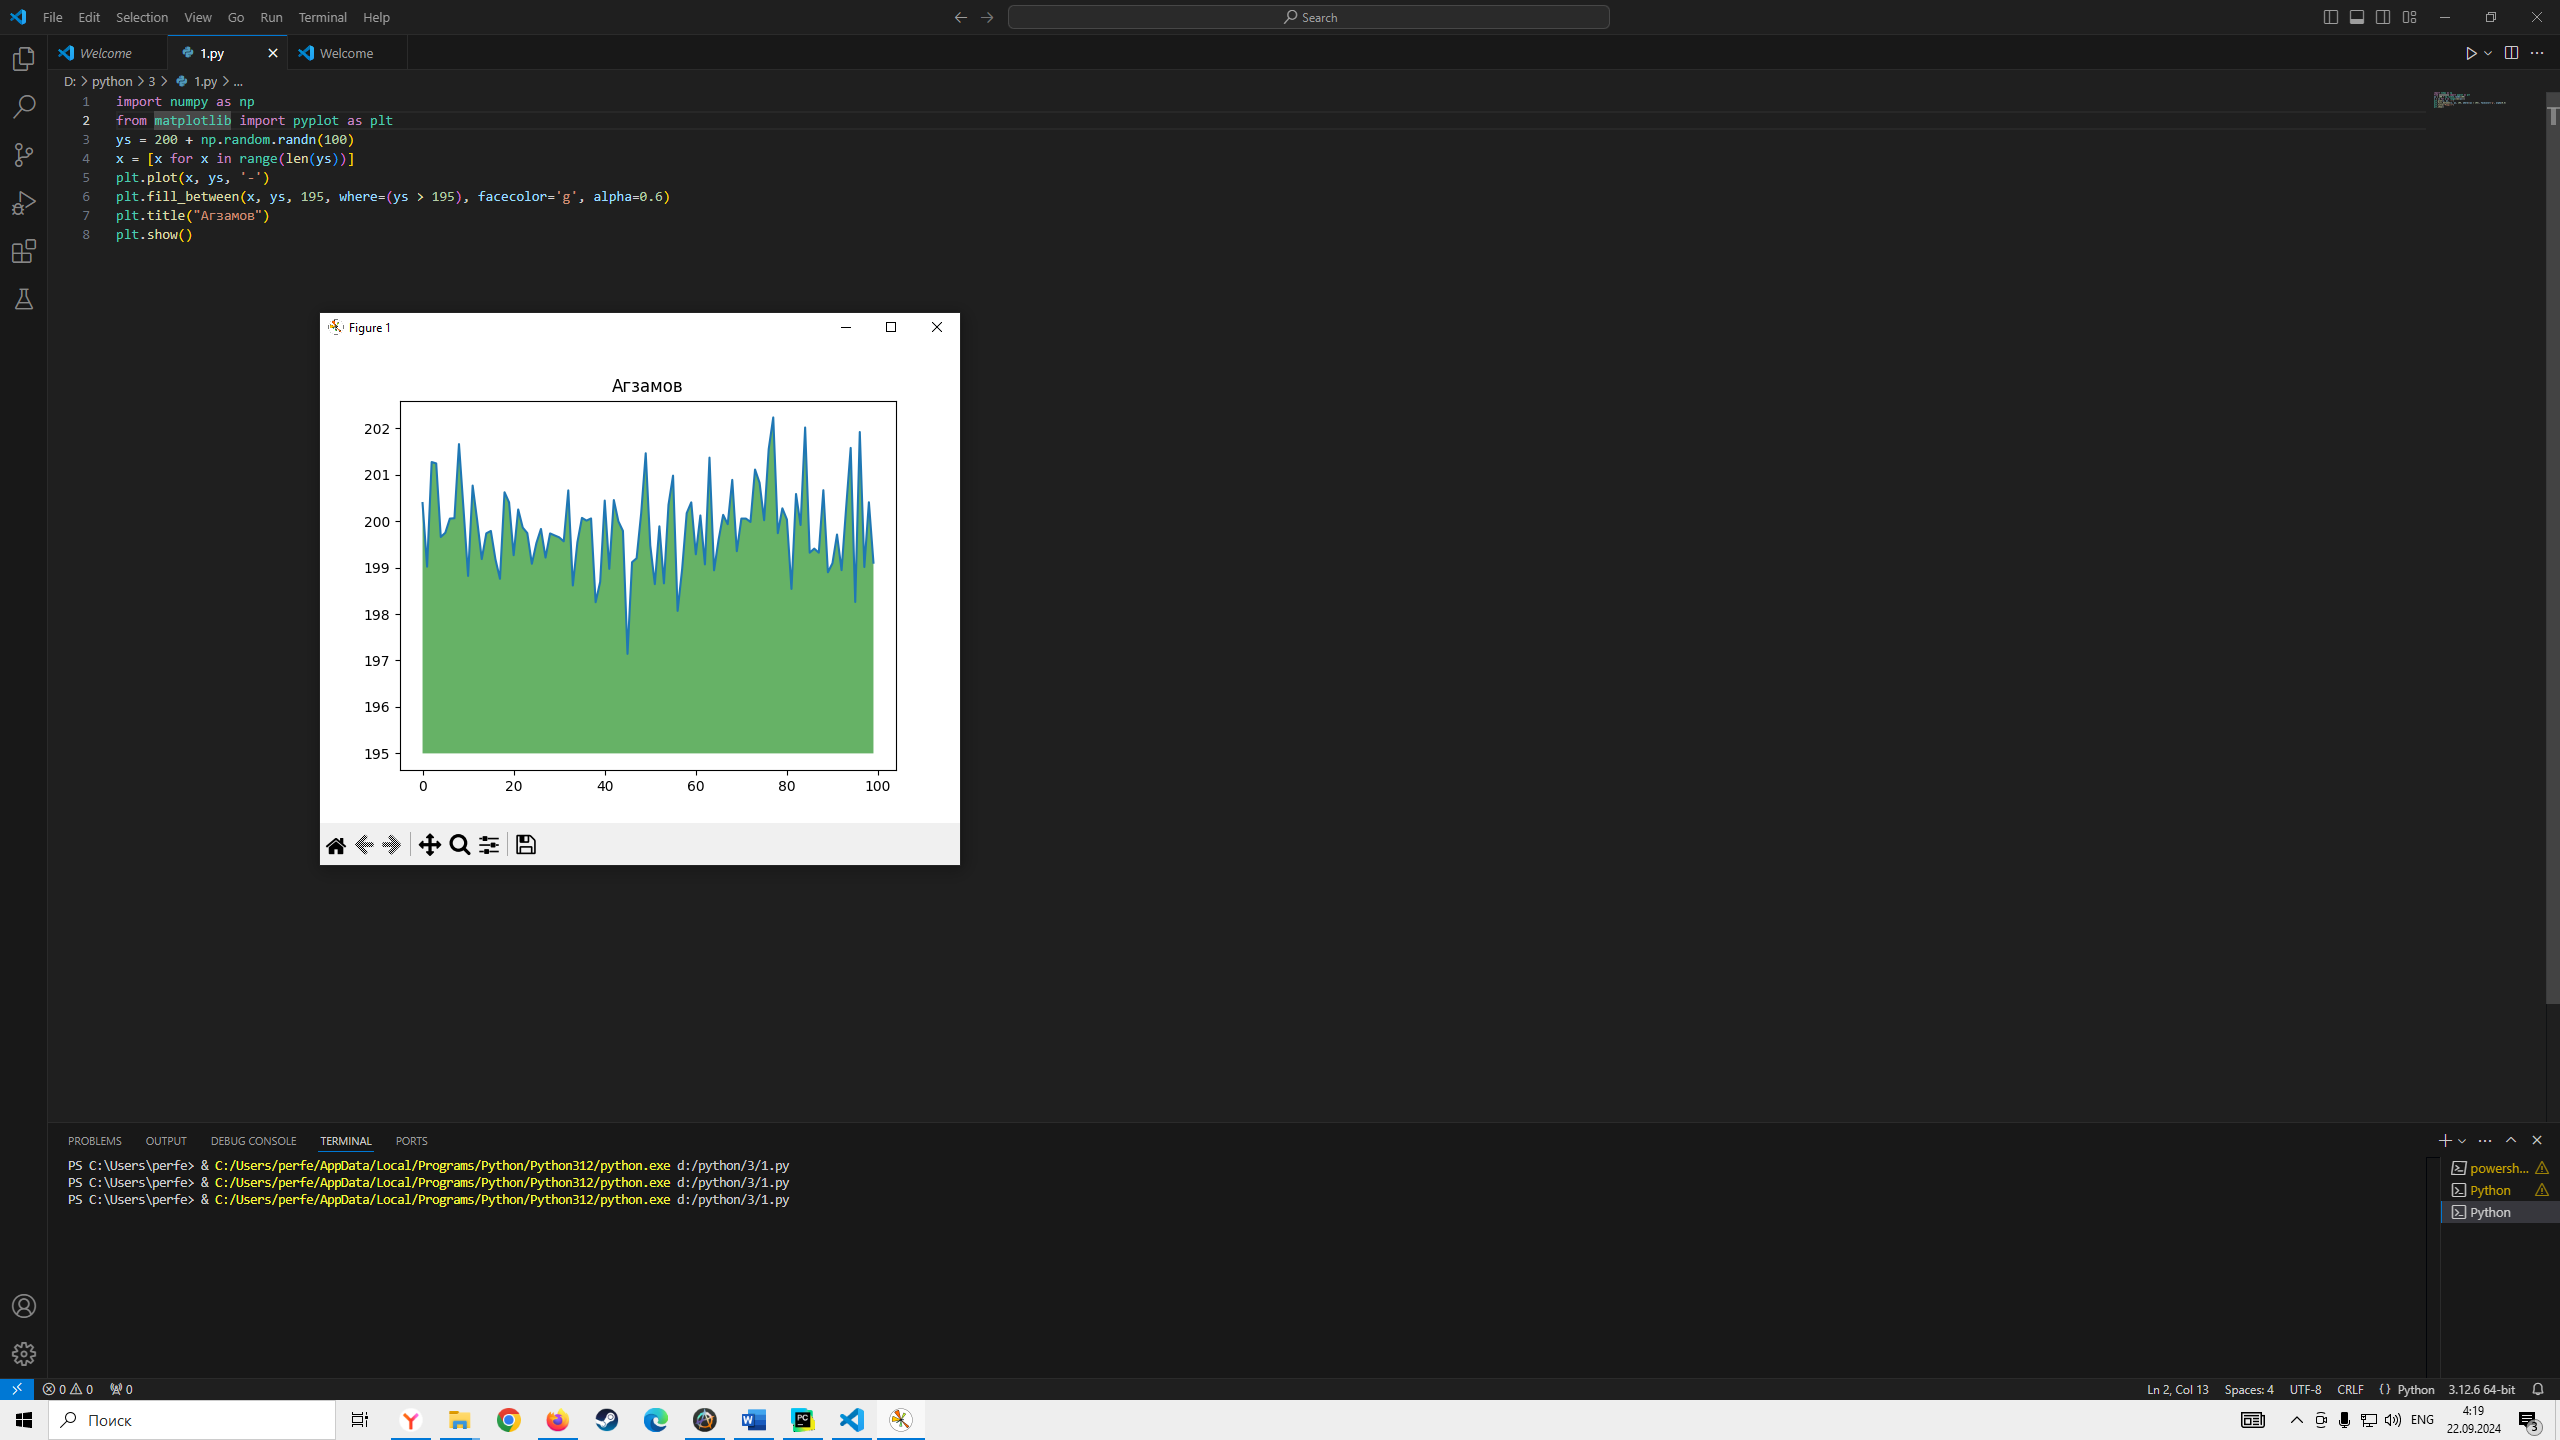 File Edit Selection View Go Run Terminal Help
Search
Welcome 1.py Welcome
D: > python > 3 > 1.py > ...
1 import numpy as np
2 from matplotlib import pyplot as plt
3 ys = 200 + np.random.randn(100)
4 x = [x for x in range(len(ys))]
5 plt.plot(x, ys, '-')
6 plt.fill_between(x, ys, 195, where=(ys > 195), facecolor='g', alpha=0.6)
7 plt.title("Агзамов")
8 plt.show()
Figure 1
Агзамов
202
201
200
199
198
197
196
195
0 20 40 60 80 100
PROBLEMS OUTPUT DEBUG CONSOLE TERMINAL PORTS
PS C:\Users\perfe> & C:/Users/perfe/AppData/Local/Programs/Python/Python312/python.exe d:/python/3/1.py
PS C:\Users\perfe> & C:/Users/perfe/AppData/Local/Programs/Python/Python312/python.exe d:/python/3/1.py
PS C:\Users\perfe> & C:/Users/perfe/AppData/Local/Programs/Python/Python312/python.exe d:/python/3/1.py
powersh...
Python
Python
0 0 0
Ln 2, Col 13 Spaces: 4 UTF-8 CRLF {} Python 3.12.6 64-bit
Поиск
ENG
4:19
22.09.2024
3